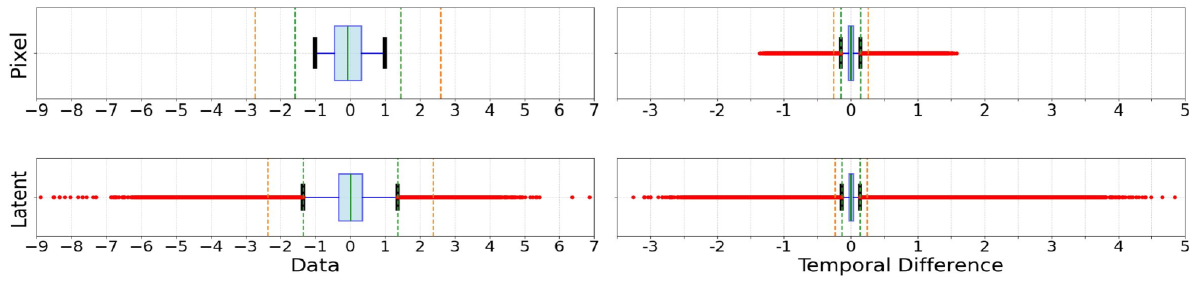 Pixel
−9 −8 −7 −6 −5 −4 −3 −2 −1 0 1 2 3 4 5 6 7
-3 -2 -1 0 1 2 3 4 5
Latent
−9 −8 −7 −6 −5 −4 −3 −2 −1 0 1 2 3 4 5 6 7
-3 -2 -1 0 1 2 3 4 5
Data
Temporal Difference